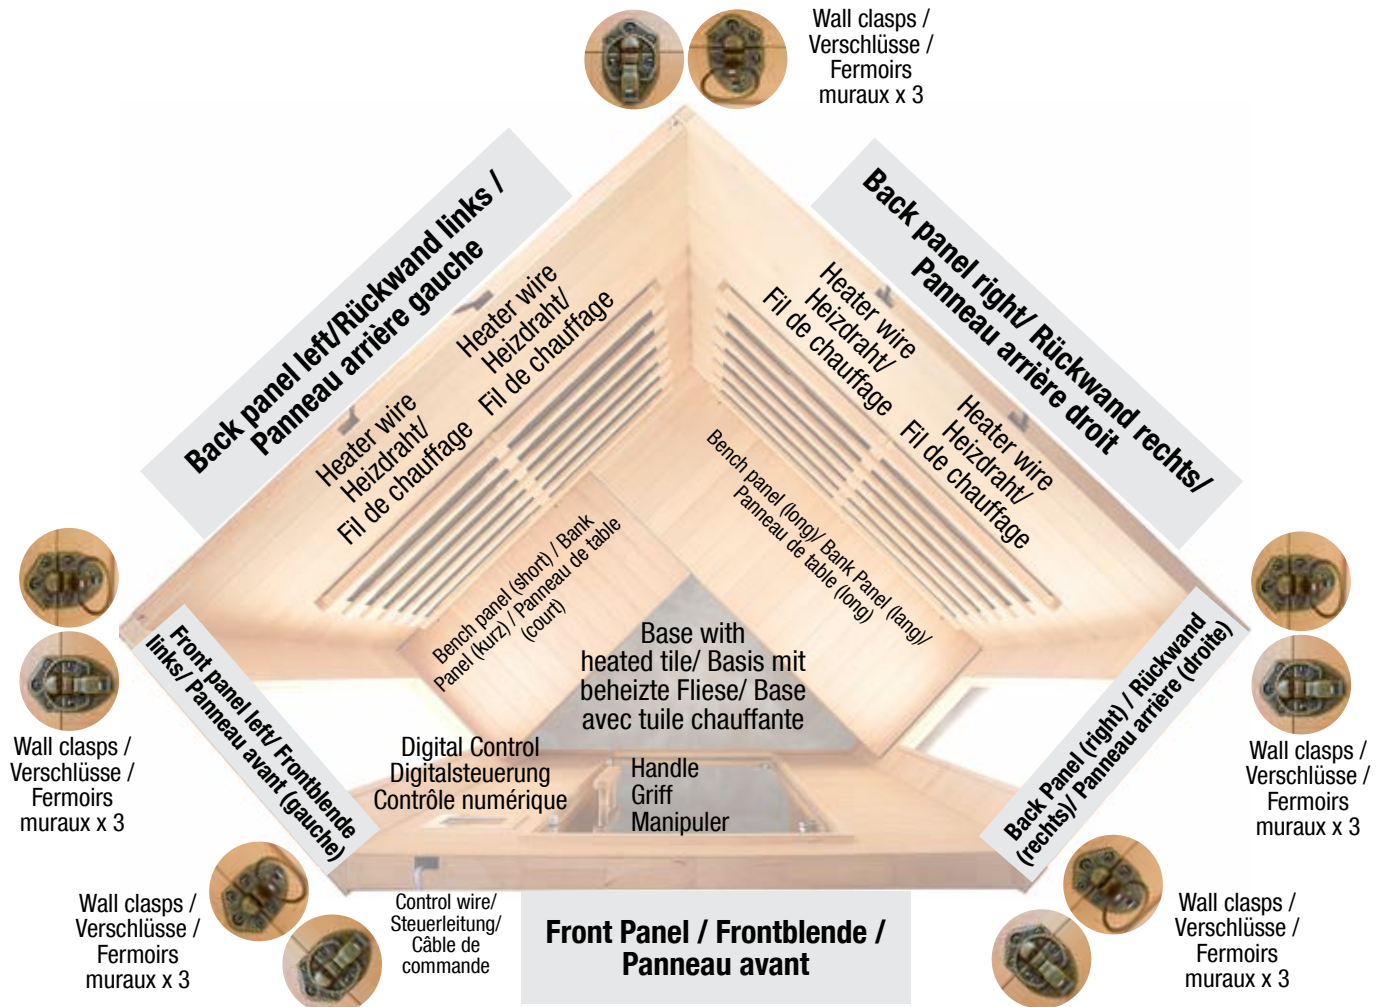 Wall clasps /
Verschlüsse /
Fermoirs
muraux x 3
Back panel left/Rückwand links /
Panneau arrière gauche
Back panel right/ Rückwand rechts/
Panneau arrière droit
Heater wire
Heizdraht/
Fil de chauffage
Heater wire
Heizdraht/
Fil de chauffage
Heater wire
Heizdraht/
Fil de chauffage
Heater wire
Heizdraht/
Fil de chauffage
Bench panel (short) / Bank
Panel (kurz) / Panneau de table
(court)
Bench panel (long)/ Bank Panel (lang)/
Panneau de table (long)
Base with
heated tile/ Basis mit
beheizte Fliese/ Base
avec tuile chauffante
Front panel left/ Frontblende
links/ Panneau avant (gauche)
Back Panel (right) / Rückwand
(rechts)/ Panneau arrière (droite)
Wall clasps /
Verschlüsse /
Fermoirs
muraux x 3
Digital Control
Digitalsteuerung
Contrôle numérique
Handle
Griff
Manipuler
Wall clasps /
Verschlüsse /
Fermoirs
muraux x 3
Wall clasps /
Verschlüsse /
Fermoirs
muraux x 3
Control wire/
Steuerleitung/
Câble de
commande
Front Panel / Frontblende /
Panneau avant
Wall clasps /
Verschlüsse /
Fermoirs
muraux x 3